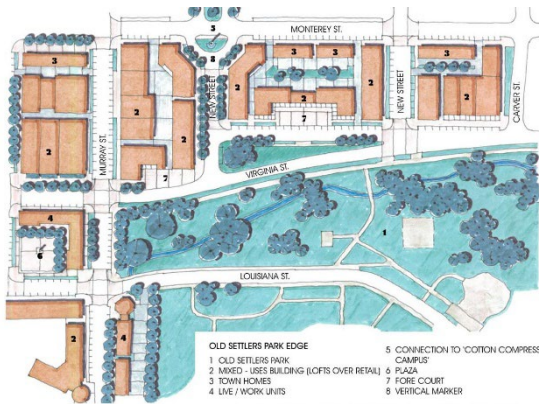 5
MONTEREY ST.
3
8
3
3
3
2
2
NEW STREET
2
2
NEW STREET
2
CARVER ST.
2
2
2
7
2
MURRAY ST.
7
VIRGINIA ST.
4
1
6
LOUISIANA ST.
2
4
OLD SETTLERS PARK EDGE
1 OLD SETTLERS PARK
2 MIXED - USES BUILDING (LOFTS OVER RETAIL)
3 TOWN HOMES
4 LIVE / WORK UNITS
5 CONNECTION TO 'COTTON COMPRESS
CAMPUS'
6 PLAZA
7 FORE COURT
8 VERTICAL MARKER